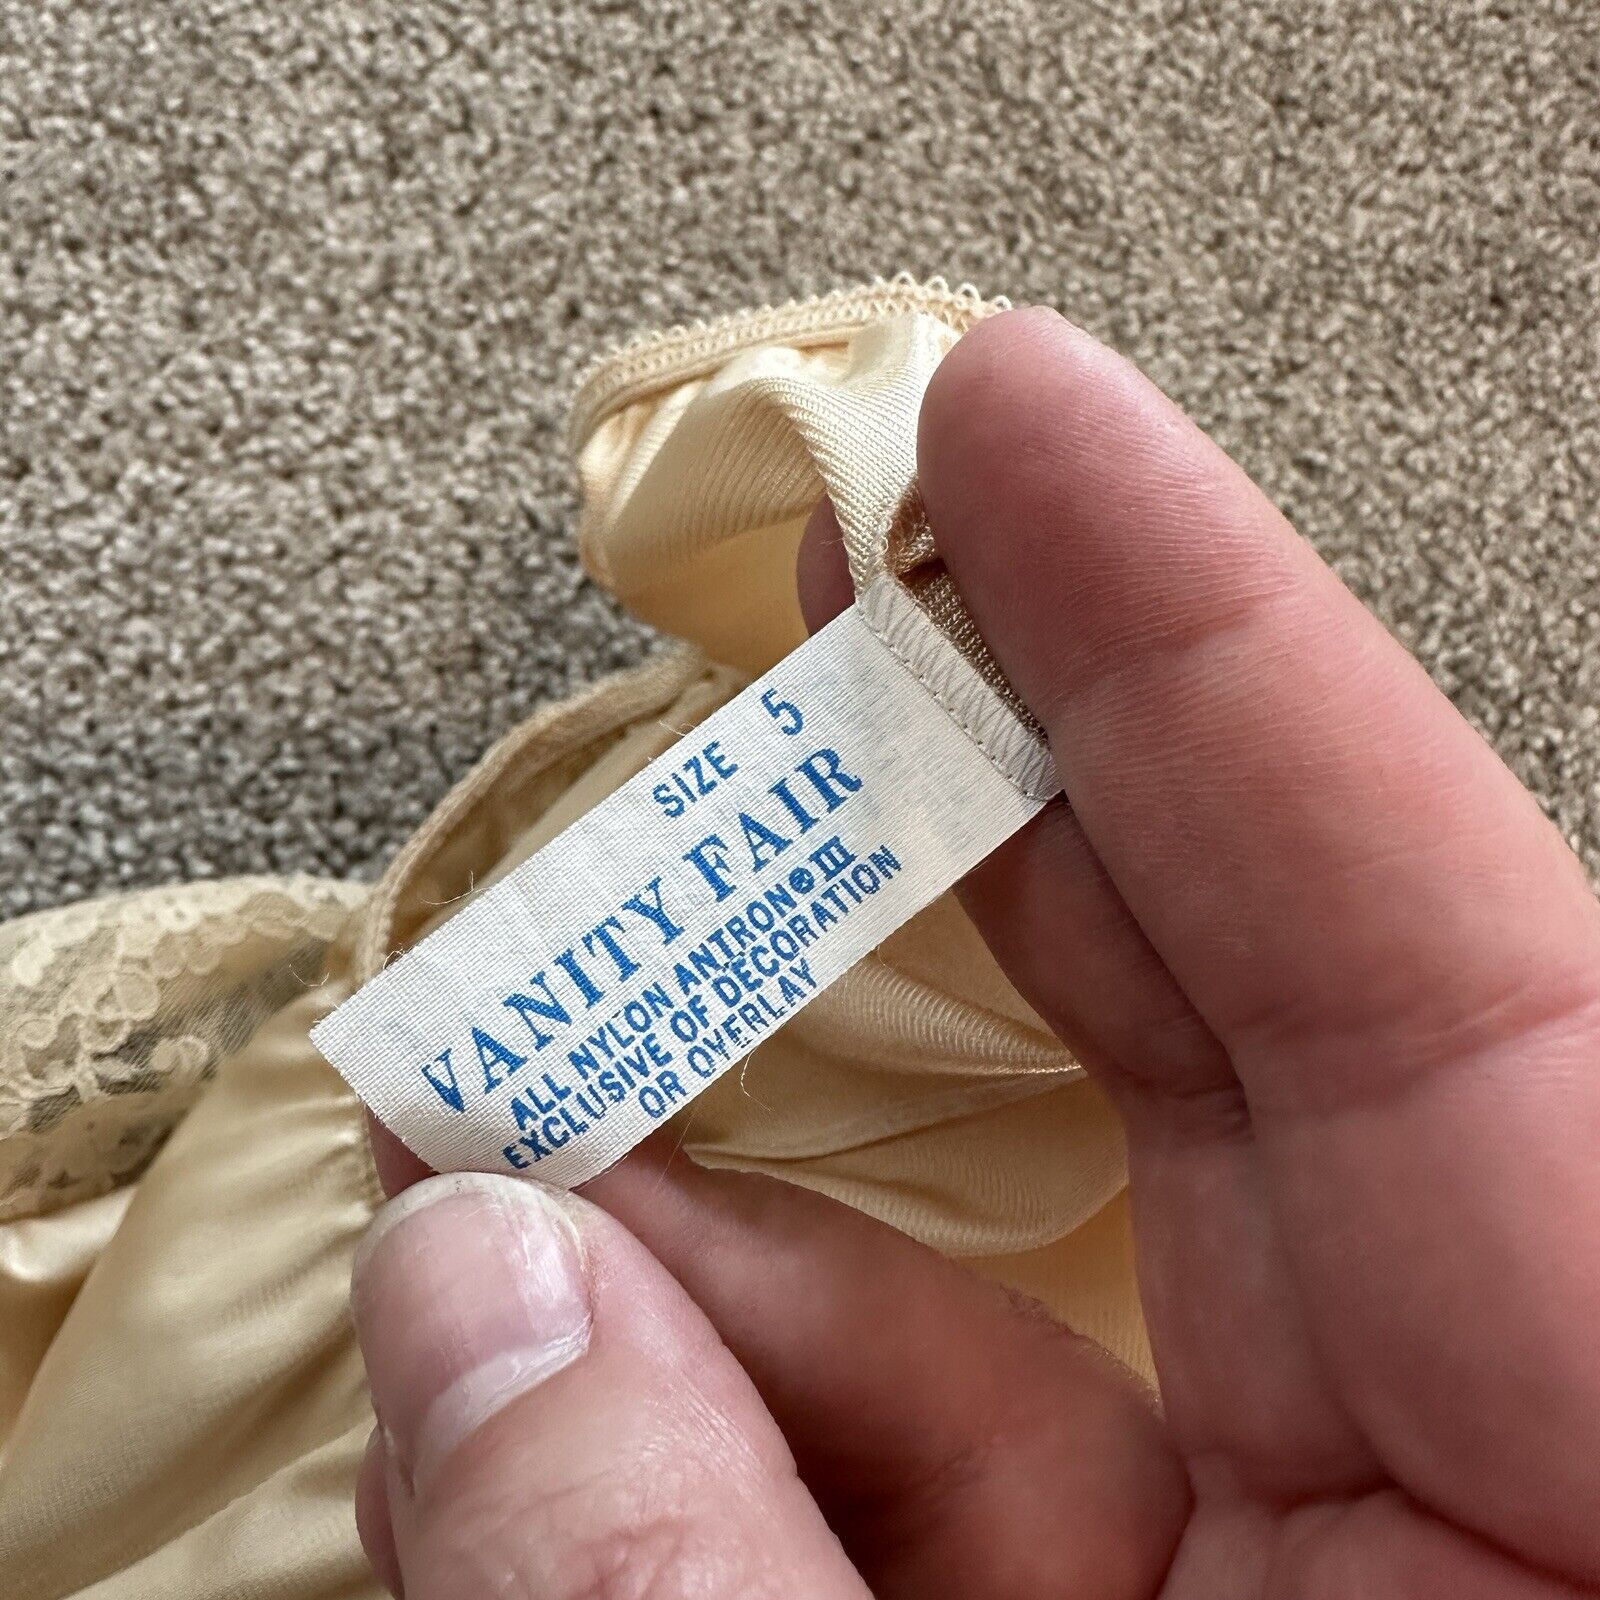 SIZE 5
VANITY FAIR
ALL NYLON ANTRON® III
EXCLUSIVE OF DECORATION
OR OVERLAY